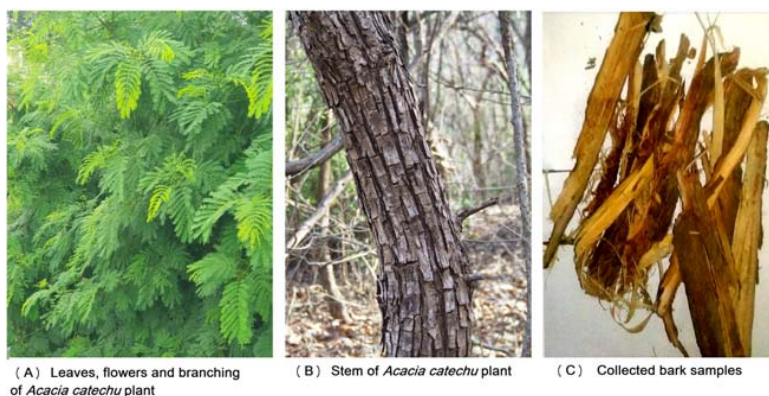 (A) Leaves, flowers and branching
of Acacia catechu plant
(B) Stem of Acacia catechu plant
(C) Collected bark samples